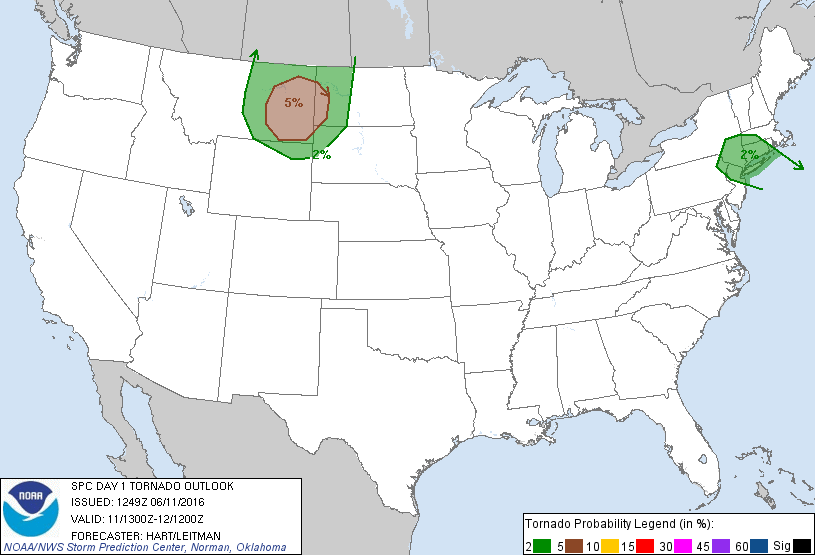 5%
2%
2%
NOAA
SPC DAY 1 TORNADO OUTLOOK
ISSUED: 1249Z 06/11/2016
VALID: 11/1300Z-12/1200Z
FORECASTER: HART/LEITMAN
NOAA/NWS Storm Prediction Center, Norman, Oklahoma
Tornado Probability Legend (in %):
2 5 10 15 30 45 60 Sig